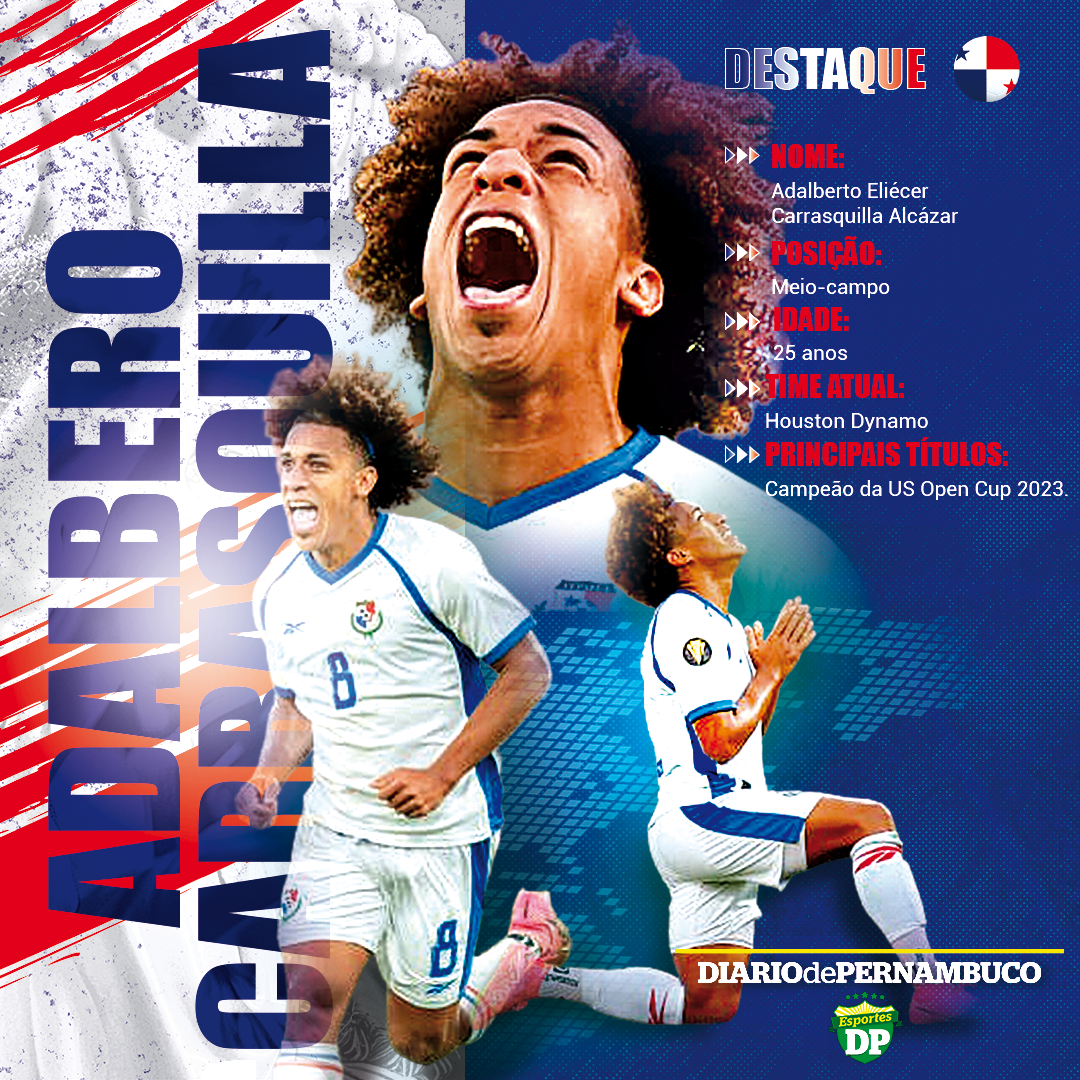 ADALBERO
CARRASQUILLA
DESTAQUE
NOME:
Adalberto Eliécer
Carrasquilla Alcázar
POSIÇÃO:
Meio-campo
IDADE:
25 anos
TIME ATUAL:
Houston Dynamo
PRINCIPAIS TÍTULOS:
Campeão da US Open Cup 2023.
8
8
DIARIOdePERNAMBUCO
Esportes
DP